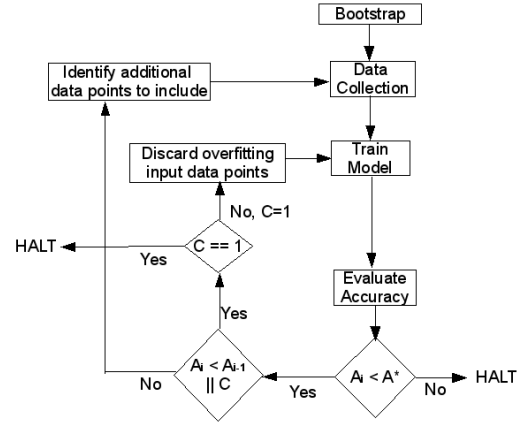 Bootstrap
Identify additional
data points to include
Data
Collection
Discard overfitting
input data points
Train
Model
No, C=1
HALT
Yes
C == 1
Evaluate
Accuracy
Yes
Ai < Ai-1
|| C
Ai < A*
No
Yes
No
HALT